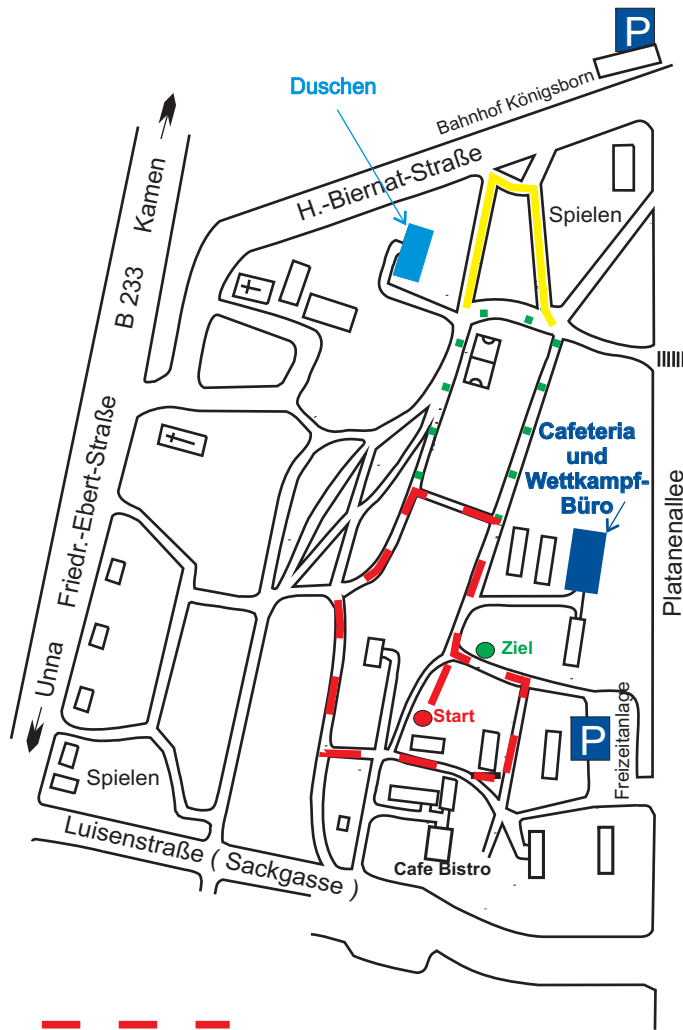 P
Duschen
Bahnhof Königsborn
H.-Biernat-Straße
Kamen
B 233
Spielen
Friedr.-Ebert-Straße
Cafeteria
und
Wettkampf-
Büro
Platanenallee
Unna
Ziel
Start
P
Freizeitanlage
Spielen
Luisenstraße ( Sackgasse )
Cafe Bistro